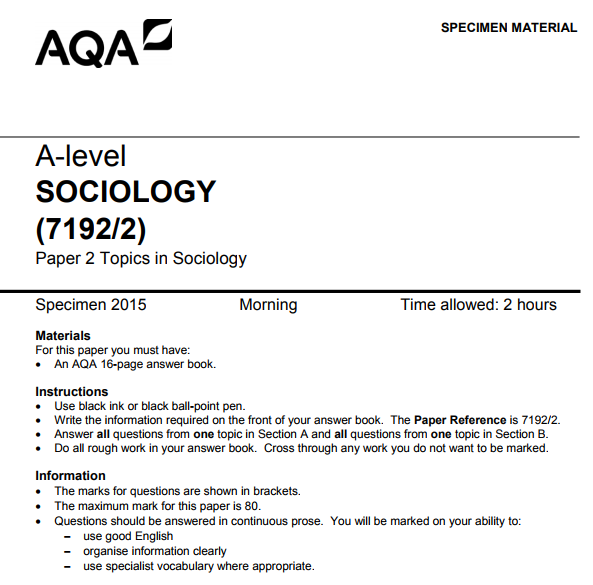 AQA
SPECIMEN MATERIAL
A-level
SOCIOLOGY
(7192/2)
Paper 2 Topics in Sociology
Specimen 2015 Morning Time allowed: 2 hours
Materials
For this paper you must have:
• An AQA 16-page answer book.
Instructions
• Use black ink or black ball-point pen.
• Write the information required on the front of your answer book. The Paper Reference is 7192/2.
• Answer all questions from one topic in Section A and all questions from one topic in Section B.
• Do all rough work in your answer book. Cross through any work you do not want to be marked.
Information
• The marks for questions are shown in brackets.
• The maximum mark for this paper is 80.
• Questions should be answered in continuous prose. You will be marked on your ability to:
– use good English
– organise information clearly
– use specialist vocabulary where appropriate.